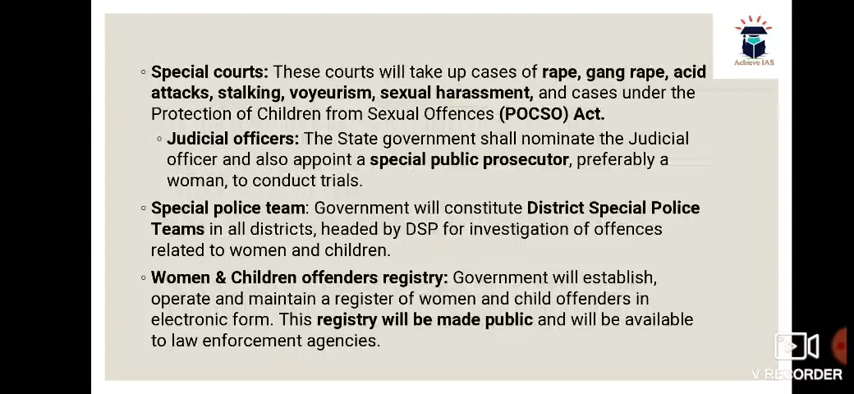 Achieve IAS
◦ Special courts: These courts will take up cases of rape, gang rape, acid
attacks, stalking, voyeurism, sexual harassment, and cases under the
Protection of Children from Sexual Offences (POCSO) Act.
◦ Judicial officers: The State government shall nominate the Judicial
officer and also appoint a special public prosecutor, preferably a
woman, to conduct trials.
◦ Special police team: Government will constitute District Special Police
Teams in all districts, headed by DSP for investigation of offences
related to women and children.
◦ Women & Children offenders registry: Government will establish,
operate and maintain a register of women and child offenders in
electronic form. This registry will be made public and will be available
to law enforcement agencies.
V RECORDER